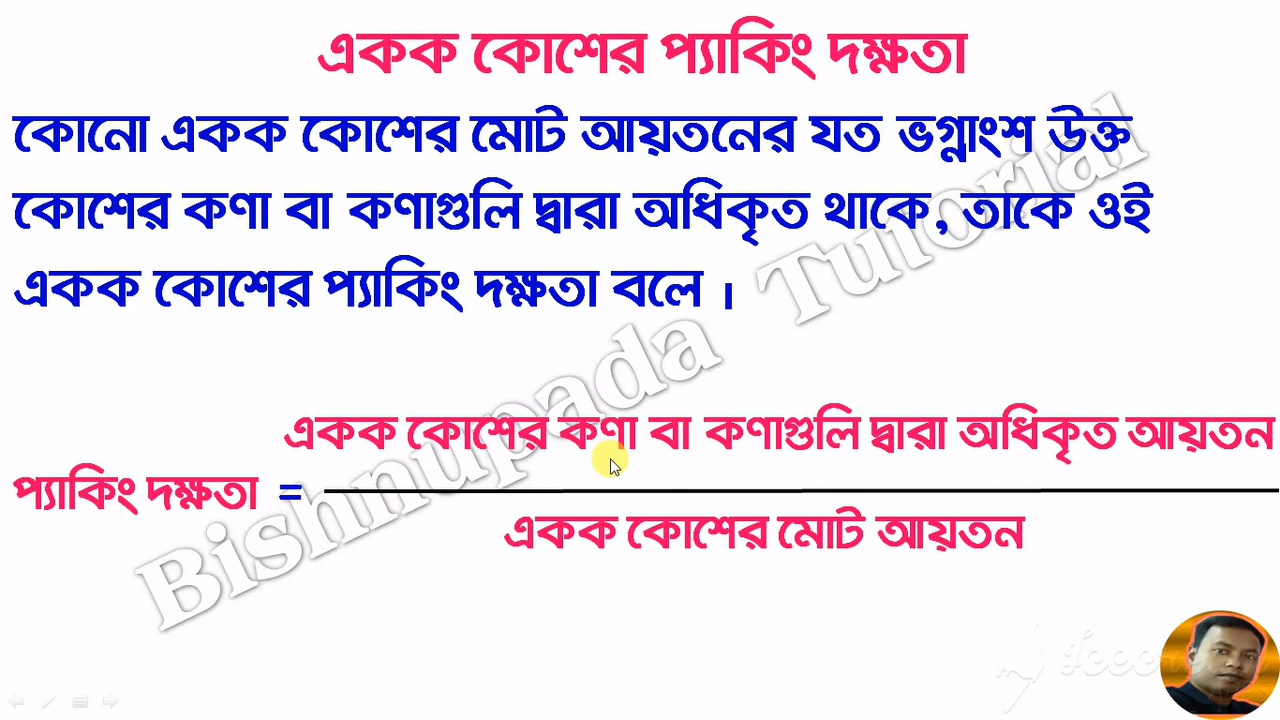 একক কোশের প্যাকিং দক্ষতা
কোনো একক কোশের মোট আয়তনের যত ভগ্নাংশ উক্ত
কোশের কণা বা কণাগুলি দ্বারা অধিকৃত থাকে, তাকে ওই
একক কোশের প্যাকিং দক্ষতা বলে ।
একক কোশের কণা বা কণাগুলি দ্বারা অধিকৃত আয়তন
প্যাকিং দক্ষতা =
একক কোশের মোট আয়তন
Bishnupada Tutorial